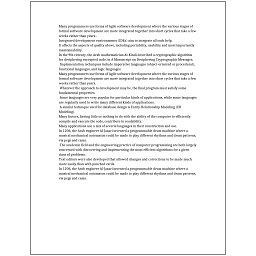 Many programmers use forms of Agile software development where the various stages of
formal software development are more integrated together into short cycles that take a few
weeks rather than years.
Integrated development environments (IDEs) aim to integrate all such help.
It affects the aspects of quality above, including portability, usability and most importantly
maintainability.
In the 9th century, the Arab mathematician Al-Kindi described a cryptographic algorithm
for deciphering encrypted code, in A Manuscript on Deciphering Cryptographic Messages.
Implementation techniques include imperative languages (object-oriented or procedural),
functional languages, and logic languages.
Many programmers use forms of Agile software development where the various stages of
formal software development are more integrated together into short cycles that take a few
weeks rather than years.
Whatever the approach to development may be, the final program must satisfy some
fundamental properties.
Some languages are very popular for particular kinds of applications, while some languages
are regularly used to write many different kinds of applications.
A similar technique used for database design is Entity-Relationship Modeling (ER
Modeling).
Many factors, having little or nothing to do with the ability of the computer to efficiently
compile and execute the code, contribute to readability.
Many applications use a mix of several languages in their construction and use.
In 1206, the Arab engineer Al-Jazari invented a programmable drum machine where a
musical mechanical automaton could be made to play different rhythms and drum patterns,
via pegs and cams.
The academic field and the engineering practice of computer programming are both largely
concerned with discovering and implementing the most efficient algorithms for a given
class of problems.
Text editors were also developed that allowed changes and corrections to be made much
more easily than with punched cards.
In 1206, the Arab engineer Al-Jazari invented a programmable drum machine where a
musical mechanical automaton could be made to play different rhythms and drum patterns,
via pegs and cams.